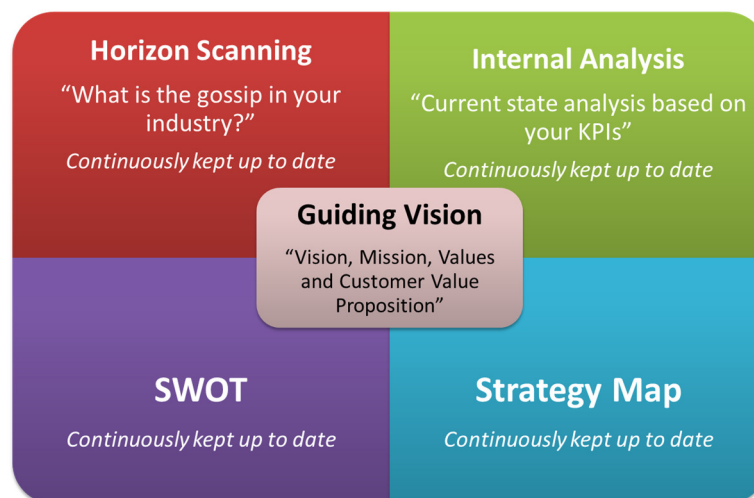 Horizon Scanning
“What is the gossip in your
industry?”
Continuously kept up to date
Internal Analysis
“Current state analysis based on
your KPIs”
Continuously kept up to date
Guiding Vision
“Vision, Mission, Values
and Customer Value
Proposition”
SWOT
Continuously kept up to date
Strategy Map
Continuously kept up to date